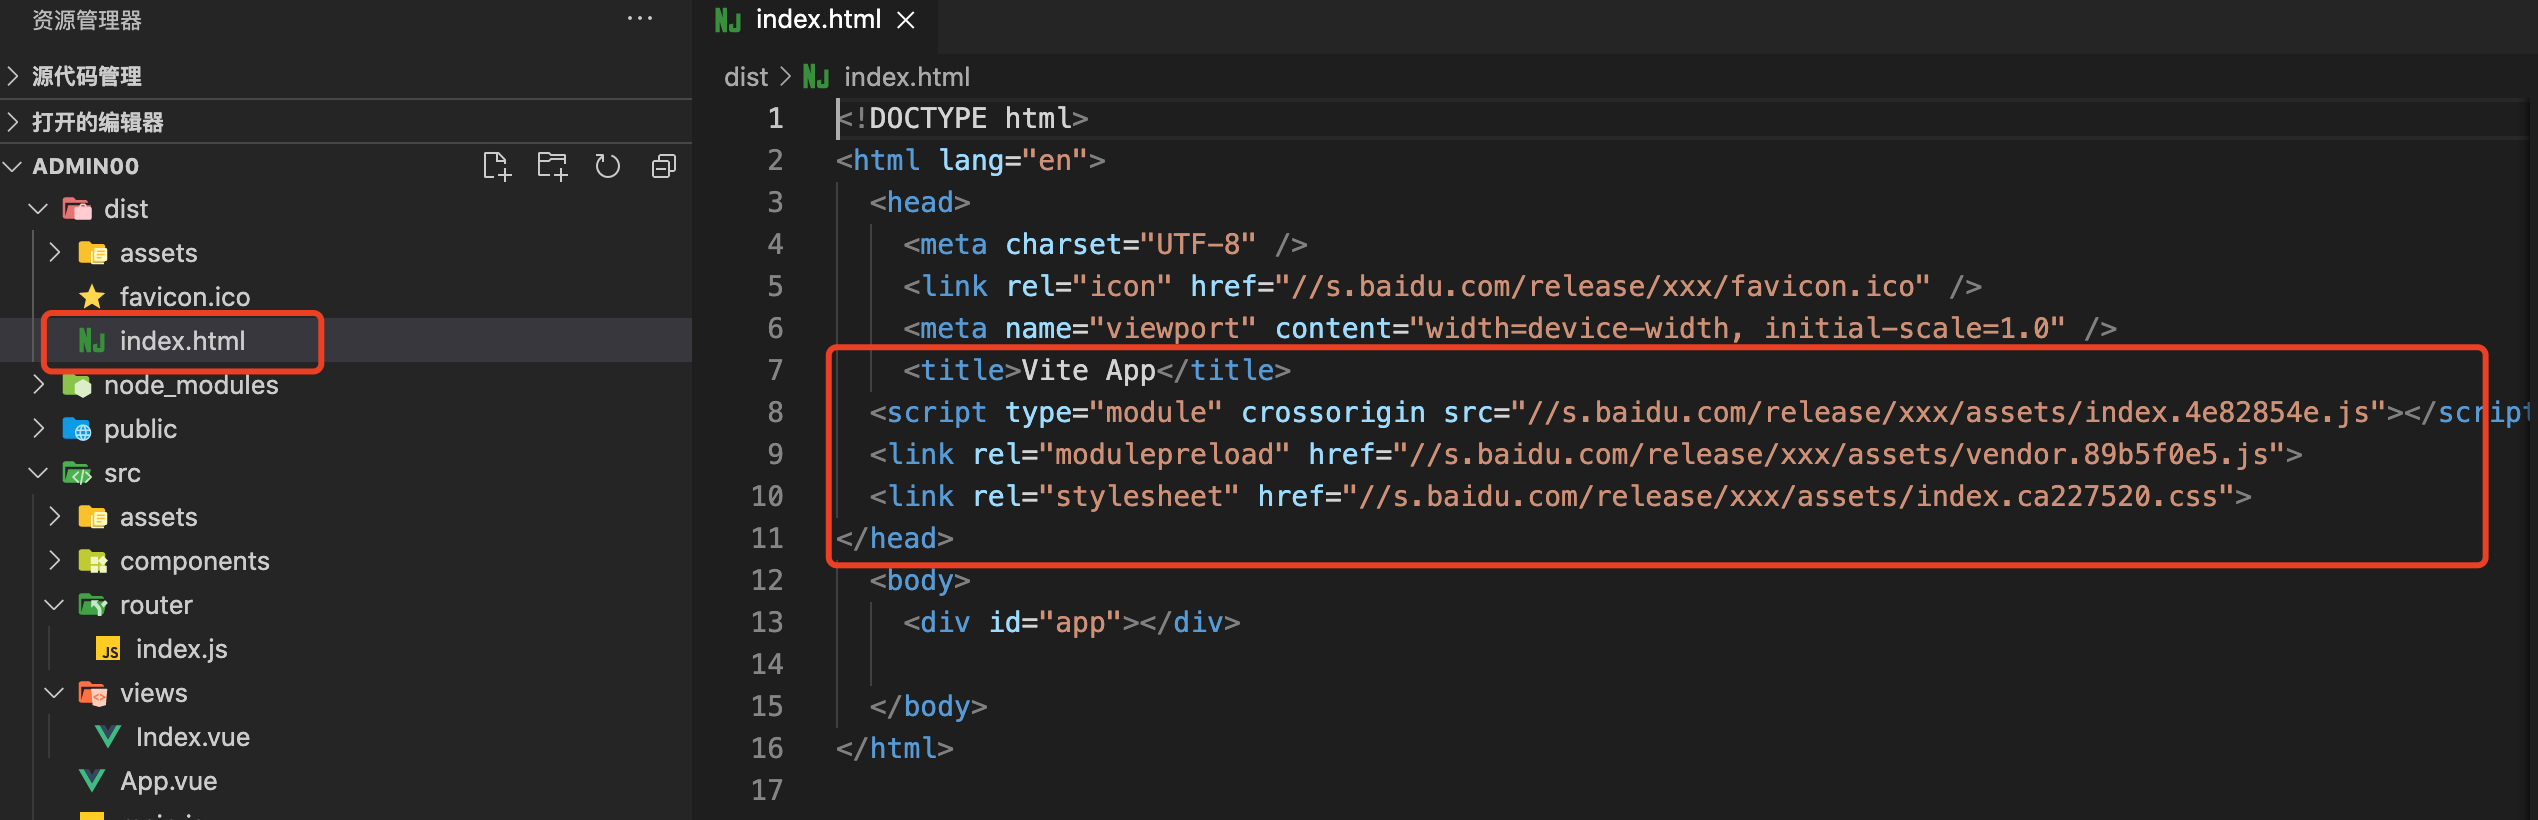 资源管理器
源代码管理
打开的编辑器
ADMIN00
dist
assets
favicon.ico
index.html
node_modules
public
src
assets
components
router
JS index.js
views
Index.vue
App.vue
NJ index.html
dist > NJ index.html
1 <!DOCTYPE html>
2 <html lang="en">
3 <head>
4 <meta charset="UTF-8" />
5 <link rel="icon" href="//s.baidu.com/release/xxx/favicon.ico" />
6 <meta name="viewport" content="width=device-width, initial-scale=1.0" />
7 <title>Vite App</title>
8 <script type="module" crossorigin src="//s.baidu.com/release/xxx/assets/index.4e82854e.js"></script
9 <link rel="modulepreload" href="//s.baidu.com/release/xxx/assets/vendor.89b5f0e5.js">
10 <link rel="stylesheet" href="//s.baidu.com/release/xxx/assets/index.ca227520.css">
11 </head>
12 <body>
13 <div id="app"></div>
14
15 </body>
16 </html>
17